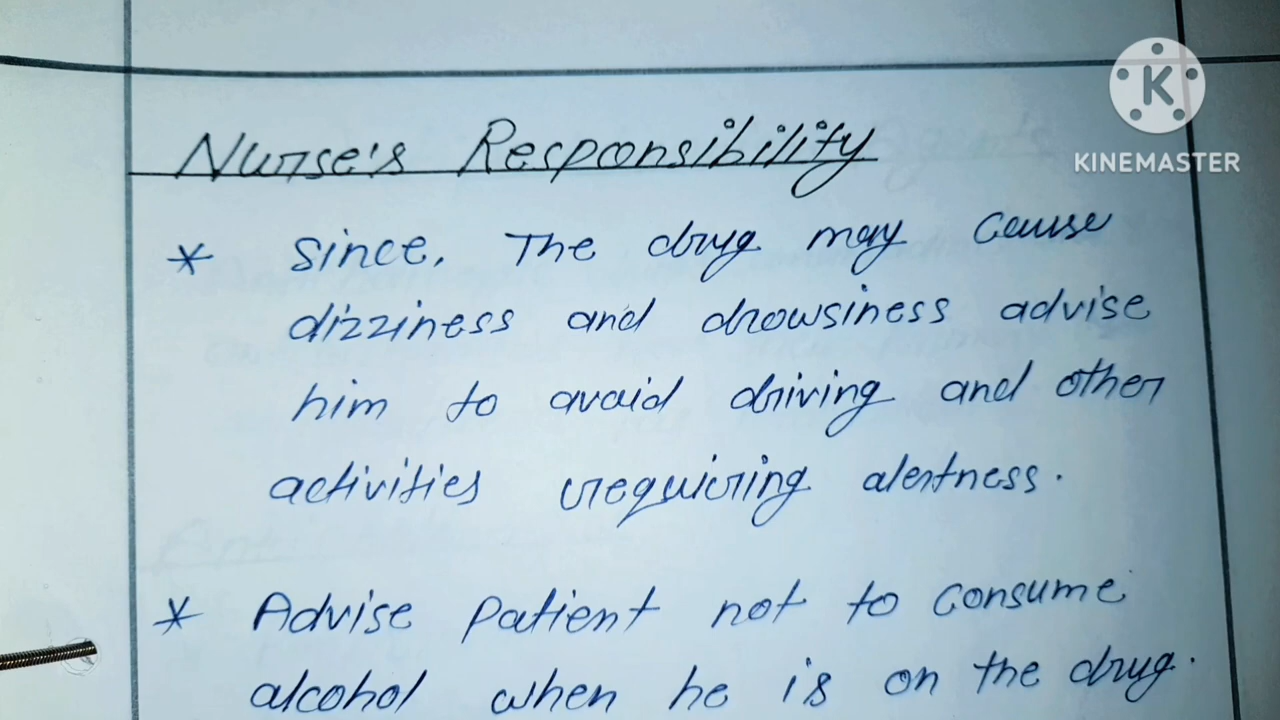 KINEMASTER
Nurse's Responsibility
* Since, The drug may cause
dizziness and drowsiness advise
him to avoid driving and other
activities requiring alertness.
* Advise patient not to consume
alcohol when he is on the drug.